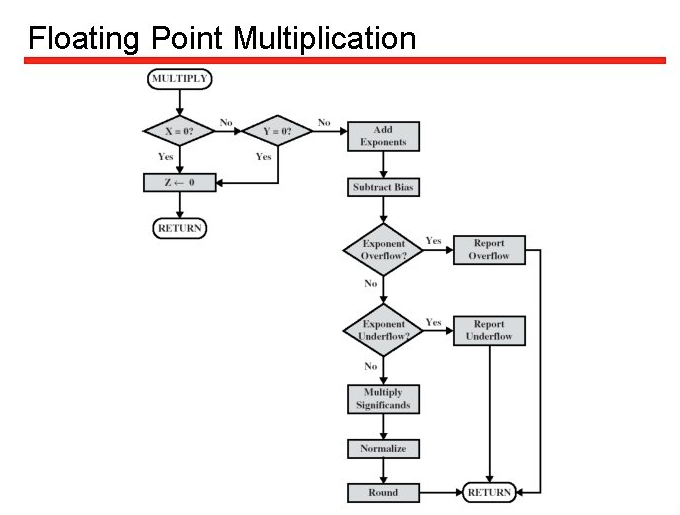 Floating Point Multiplication
MULTIPLY
X = 0?
No
Y = 0?
No
Add
Exponents
Yes
Yes
Z ← 0
Subtract Bias
RETURN
Exponent
Overflow?
Yes
Report
Overflow
No
Exponent
Underflow?
Yes
Report
Underflow
No
Multiply
Significands
Normalize
Round
RETURN